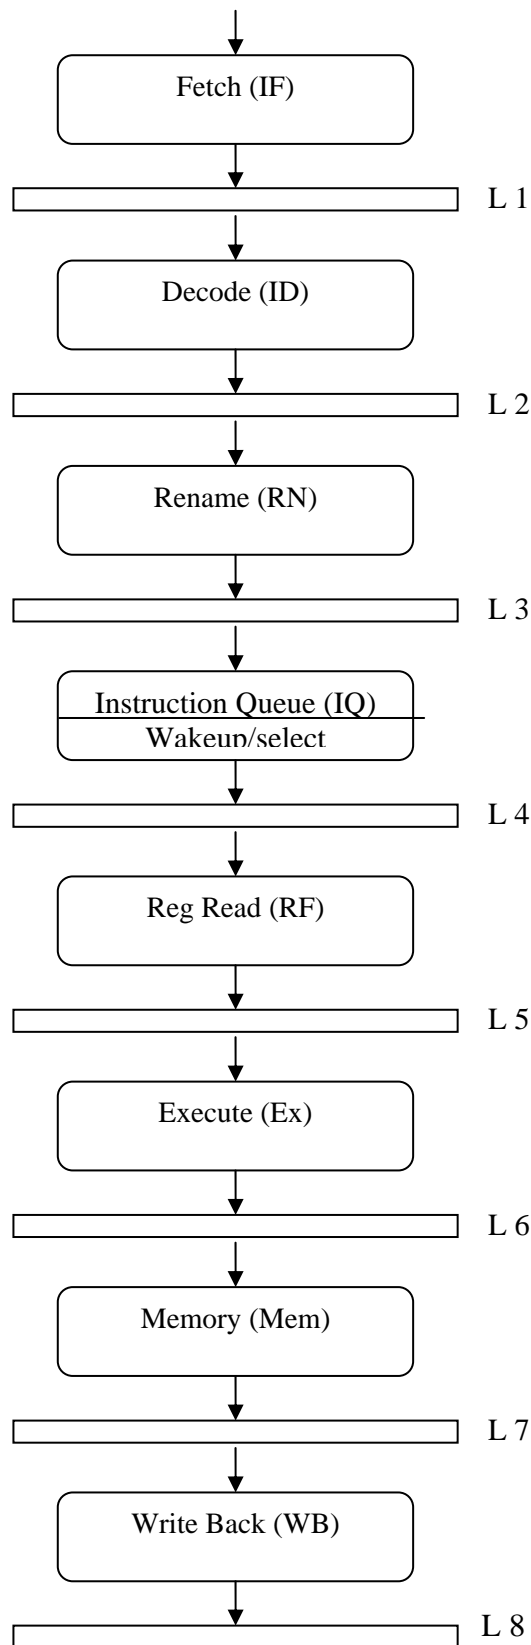 Fetch (IF)
L 1
Decode (ID)
L 2
Rename (RN)
L 3
Instruction Queue (IQ)
Wakeup/select
L 4
Reg Read (RF)
L 5
Execute (Ex)
L 6
Memory (Mem)
L 7
Write Back (WB)
L 8